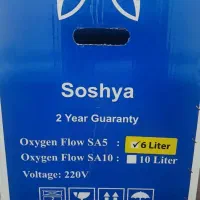 Soshya
2 Year Guaranty
Oxygen Flow SA5 : ✓ 6 Liter
Oxygen Flow SA10 : 10 Liter
Voltage: 220V